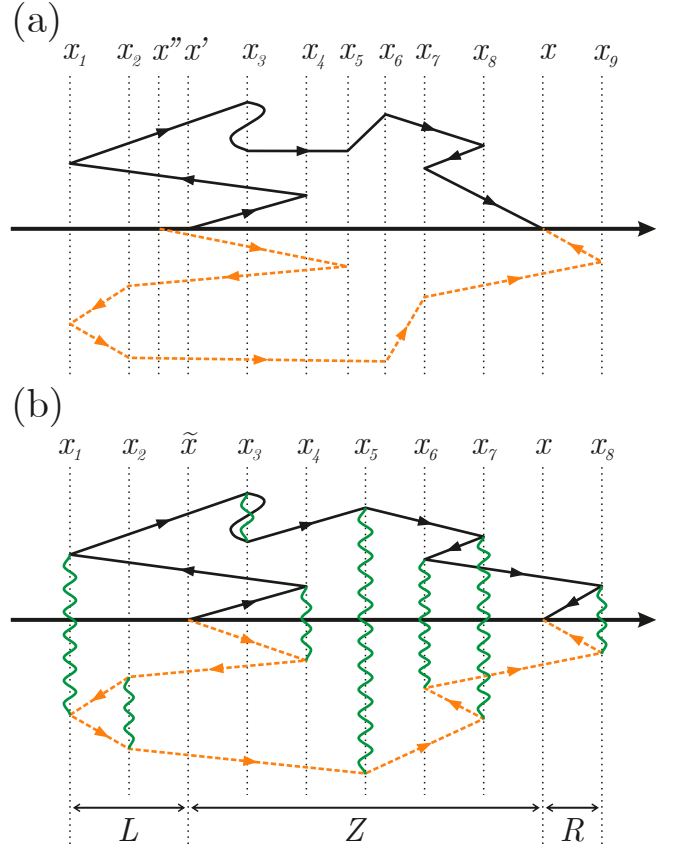 (a)
x₁ x₂ x" x' x₃ x₄ x₅ x₆ x₇ x₈ x x₉
(b)
x₁ x₂ x̃ x₃ x₄ x₅ x₆ x₇ x x₈
L Z R